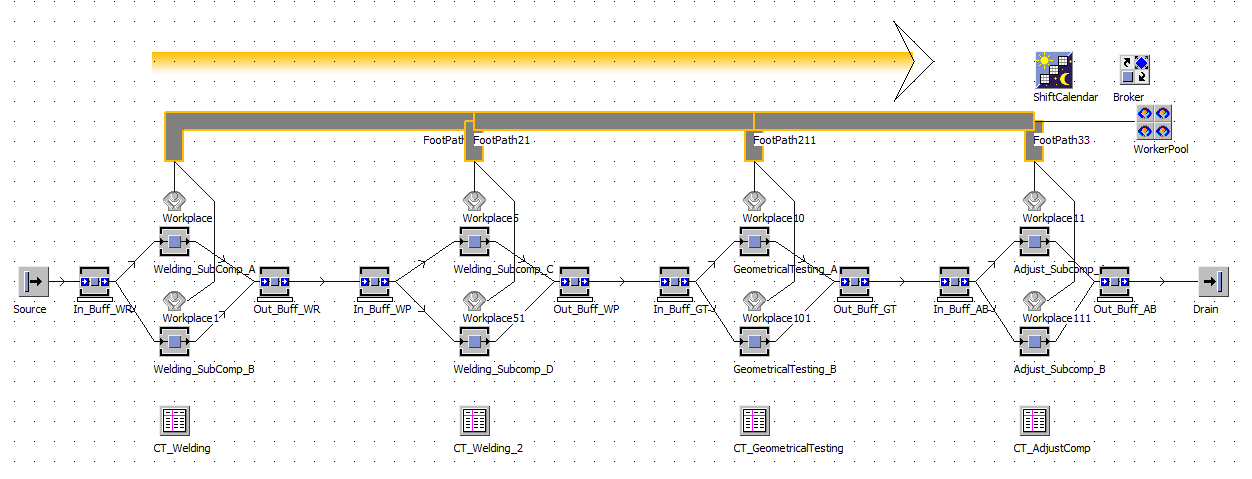 ShiftCalendar
Broker
FootPath
FootPath21
FootPath211
FootPath33
WorkerPool
Workplace
Workplace5
Workplace10
Workplace11
Welding_SubComp_A
Welding_Subcomp_C
GeometricalTesting_A
Adjust_Subcomp_
Source
In_Buff_WR
Out_Buff_WR
In_Buff_WP
Out_Buff_WP
In_Buff_GT
Out_Buff_GT
In_Buff_AB
Out_Buff_AB
Drain
Workplace1
Workplace51
Workplace101
Workplace111
Welding_SubComp_B
Welding_Subcomp_D
GeometricalTesting_B
Adjust_Subcomp_B
CT_Welding
CT_Welding_2
CT_GeometricalTesting
CT_AdjustComp